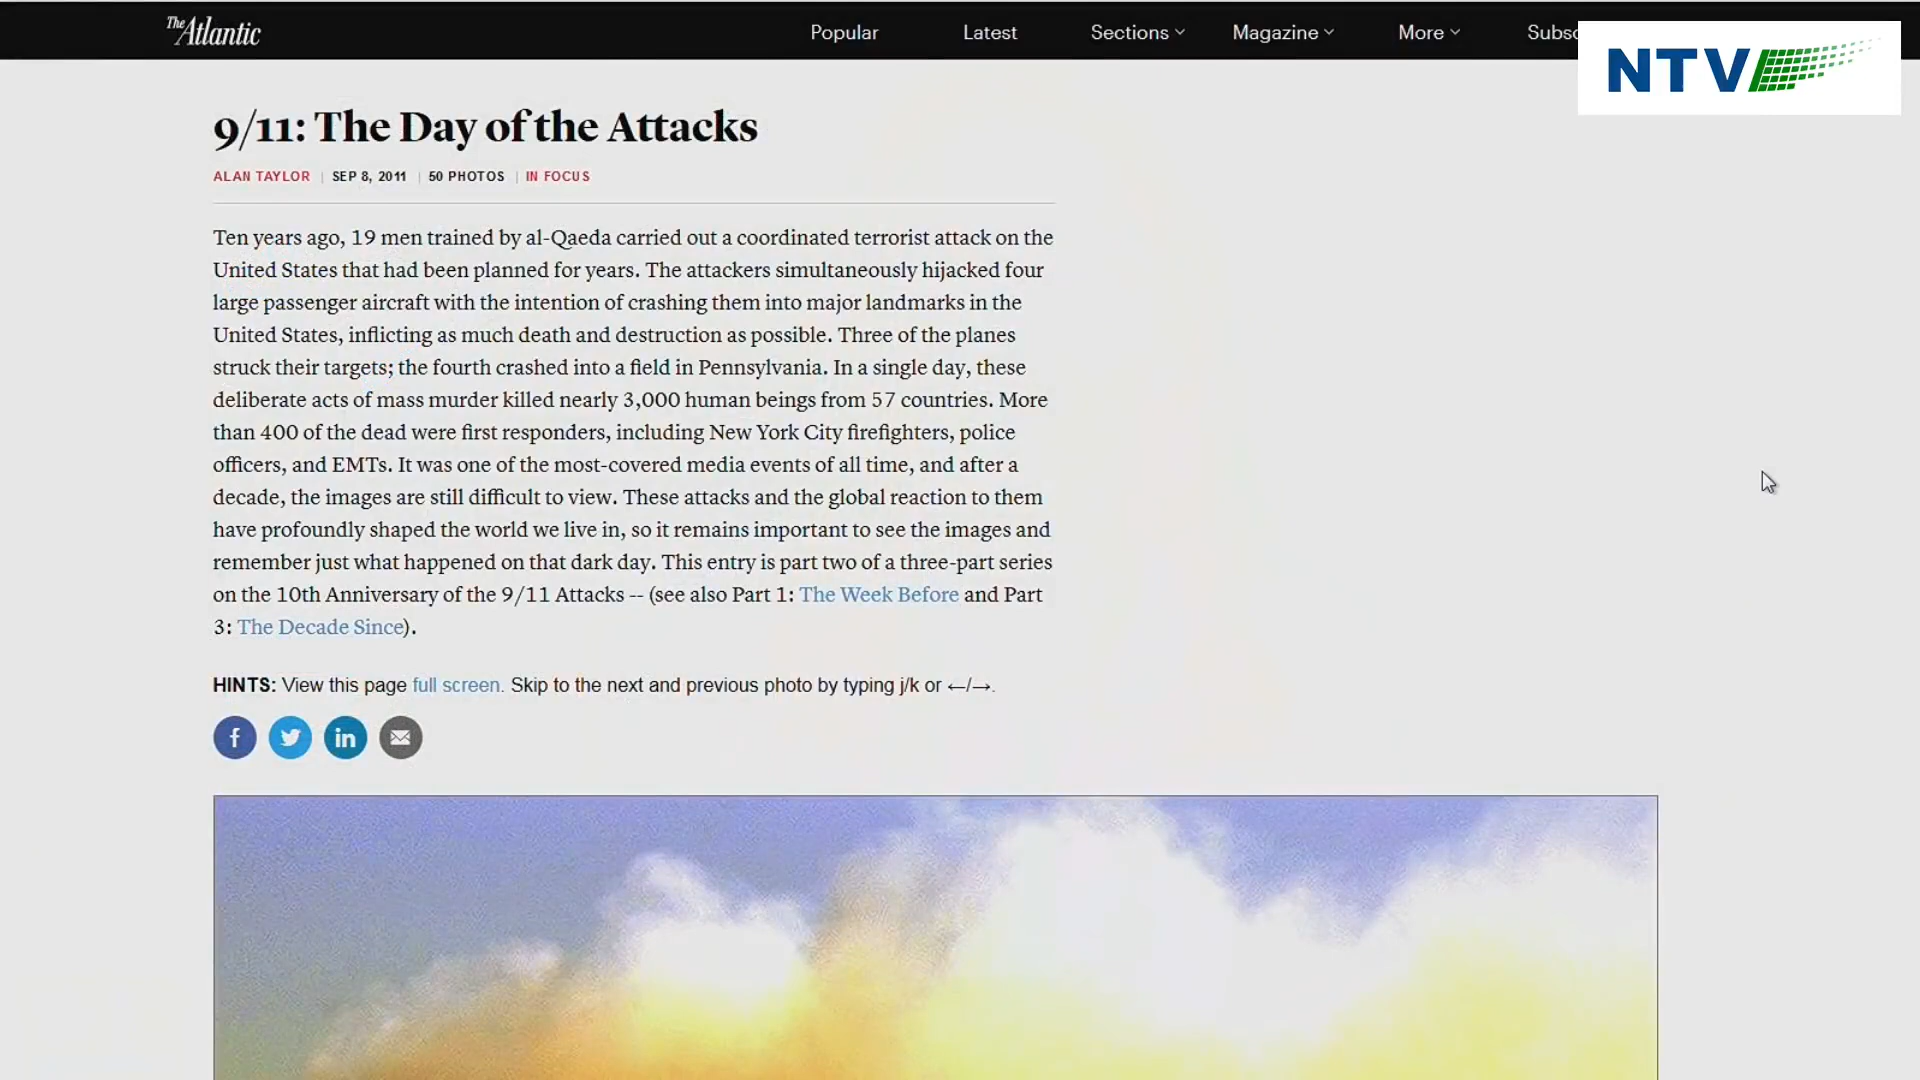 The Atlantic
Popular Latest Sections Magazine More
NTV
9/11: The Day of the Attacks
ALAN TAYLOR | SEP 8, 2011 | 50 PHOTOS | IN FOCUS
Ten years ago, 19 men trained by al-Qaeda carried out a coordinated terrorist attack on the
United States that had been planned for years. The attackers simultaneously hijacked four
large passenger aircraft with the intention of crashing them into major landmarks in the
United States, inflicting as much death and destruction as possible. Three of the planes
struck their targets; the fourth crashed into a field in Pennsylvania. In a single day, these
deliberate acts of mass murder killed nearly 3,000 human beings from 57 countries. More
than 400 of the dead were first responders, including New York City firefighters, police
officers, and EMTs. It was one of the most-covered media events of all time, and after a
decade, the images are still difficult to view. These attacks and the global reaction to them
have profoundly shaped the world we live in, so it remains important to see the images and
remember just what happened on that dark day. This entry is part two of a three-part series
on the 10th Anniversary of the 9/11 Attacks -- (see also Part 1: The Week Before and Part
3: The Decade Since).
HINTS: View this page full screen. Skip to the next and previous photo by typing j/k or ←/→.